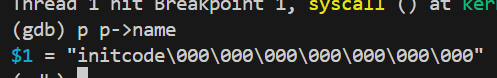 Thread 1 hit Breakpoint 1, syscall () at ker
(gdb) p p->name
$1 = "initcode\000\000\000\000\000\000\000"